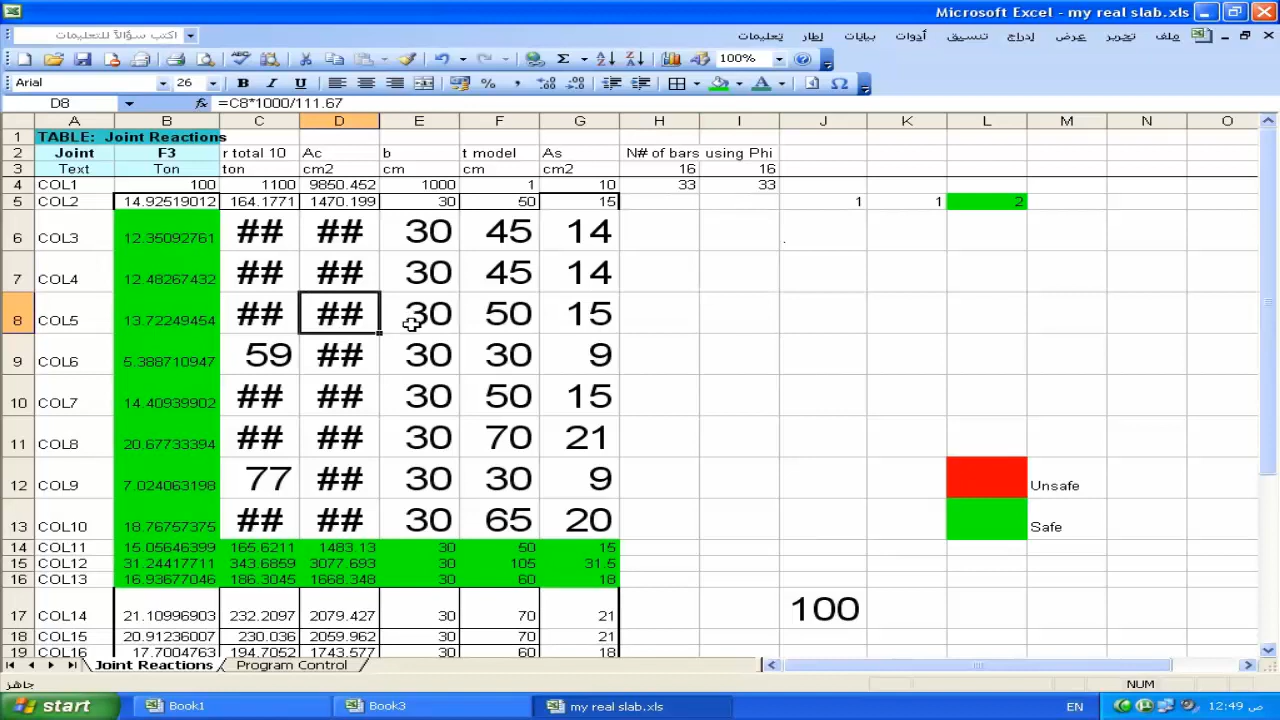 Microsoft Excel - my real slab.xls
اكتب سؤالاً للتعليمات
ملف تحرير عرض إدراج تنسيق أدوات بيانات إطار تعليمات
100%
Arial 26 B I U
D8 fx =C8*1000/111.67
A B C D E F G H I J K L M N O
1 TABLE: Joint Reactions
2 Joint F3 r total 10 Ac b t model As N# of bars using Phi
3 Text Ton ton cm2 cm cm cm2 16 16
4 COL1 100 1100 9850.452 1000 1 10 33 33
5 COL2 14.92519012 164.1771 1470.199 30 50 15 1 1 2
6 COL3 12.35092761 ## ## 30 45 14 .
7 COL4 12.48267432 ## ## 30 45 14
8 COL5 13.72249454 ## ## 30 50 15
9 COL6 5.388710947 59 ## 30 30 9
10 COL7 14.40939902 ## ## 30 50 15
11 COL8 20.67733394 ## ## 30 70 21
12 COL9 7.024063198 77 ## 30 30 9 Unsafe
13 COL10 18.76757375 ## ## 30 65 20 Safe
14 COL11 15.05646399 165.6211 1483.13 30 50 15
15 COL12 31.24417711 343.6859 3077.693 30 105 31.5
16 COL13 16.93677046 186.3045 1668.348 30 60 18
17 COL14 21.10996903 232.2097 2079.427 30 70 21 100
18 COL15 20.91236007 230.036 2059.962 30 70 21
19 COL16 17.7004763 194.7052 1743.577 30 60 18
Joint Reactions Program Control
جاهز NUM
start Book1 Book3 my real slab.xls EN 12:49 ص